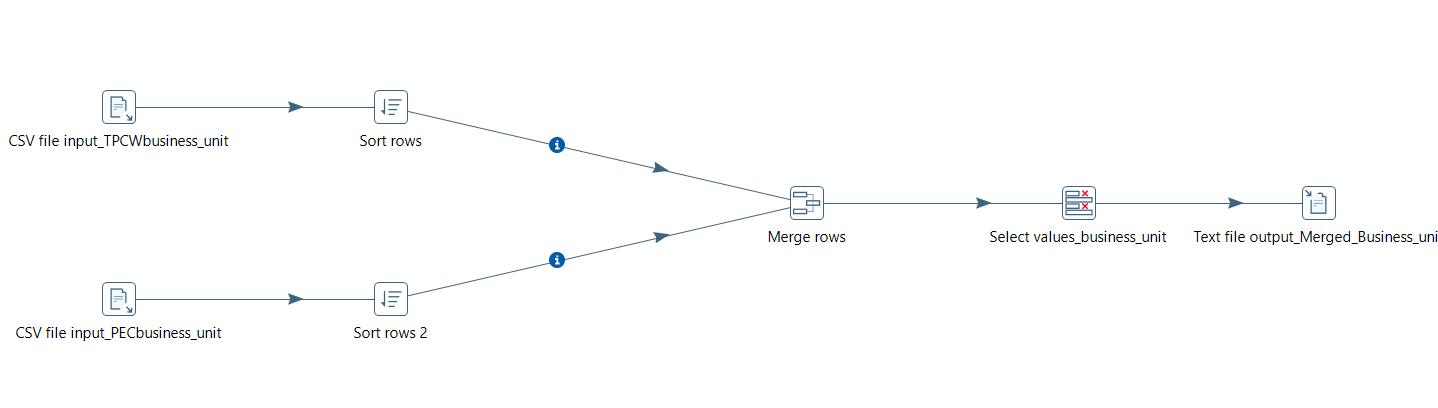 CSV file input_TPCWbusiness_unit
Sort rows
Merge rows
Select values_business_unit
Text file output_Merged_Business_uni
CSV file input_PECbusiness_unit
Sort rows 2